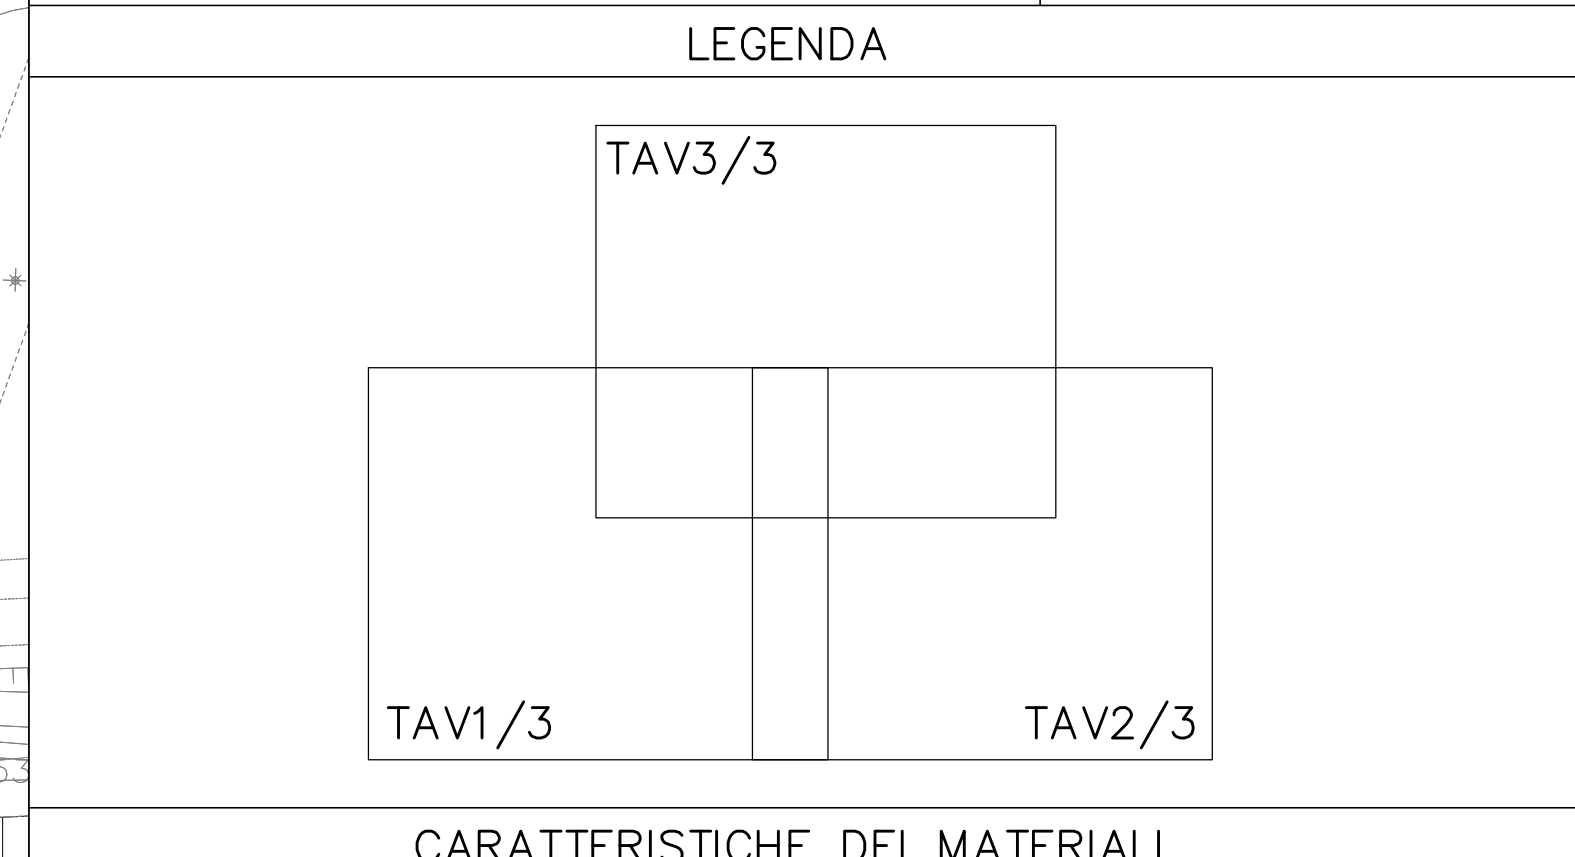 LEGENDA
TAV3/3
TAV1/3
TAV2/3
CARATTERISTICHE DEI MATERIALI